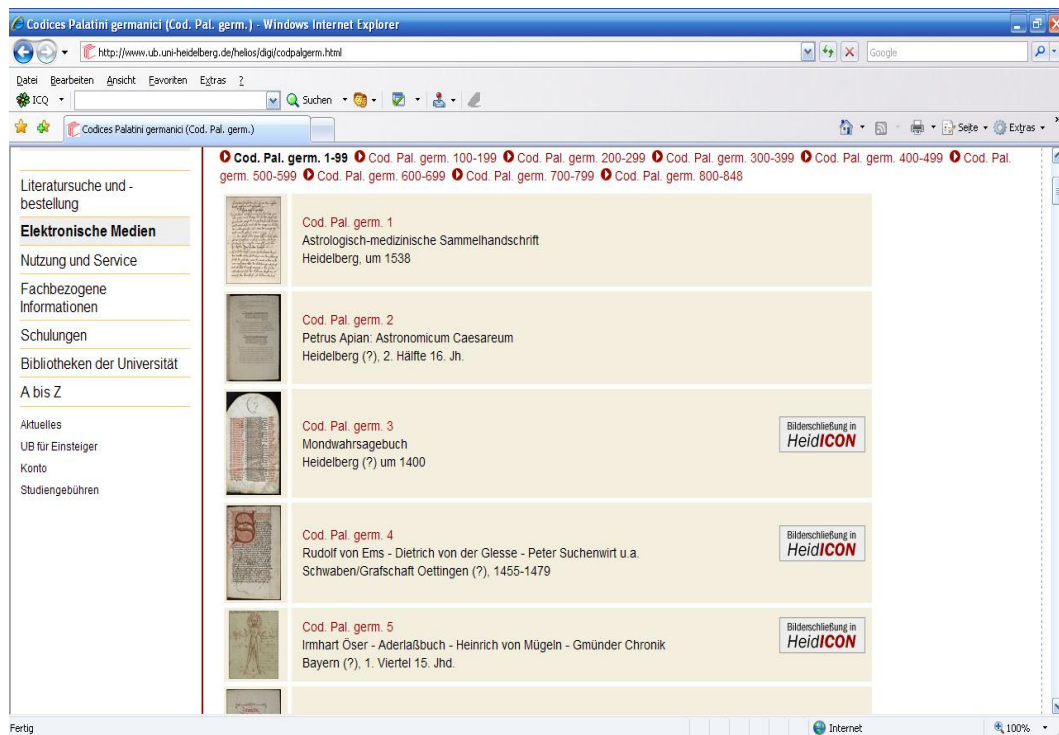 Codices Palatini germanici (Cod. Pal. germ.) - Windows Internet Explorer
http://www.ub.uni-heidelberg.de/helios/digi/codpalgerm.html
Google
Datei Bearbeiten Ansicht Favoriten Extras ?
ICQ Suchen
Codices Palatini germanici (Cod. Pal. germ.)
Seite Extras
Literatursuche und -
bestellung
Elektronische Medien
Nutzung und Service
Fachbezogene
Informationen
Schulungen
Bibliotheken der Universität
A bis Z
Aktuelles
UB für Einsteiger
Konto
Studiengebühren
Cod. Pal. germ. 1-99 Cod. Pal. germ. 100-199 Cod. Pal. germ. 200-299 Cod. Pal. germ. 300-399 Cod. Pal. germ. 400-499 Cod. Pal.
germ. 500-599 Cod. Pal. germ. 600-699 Cod. Pal. germ. 700-799 Cod. Pal. germ. 800-848
Cod. Pal. germ. 1
Astrologisch-medizinische Sammelhandschrift
Heidelberg, um 1538
Cod. Pal. germ. 2
Petrus Apian: Astronomicum Caesareum
Heidelberg (?), 2. Hälfte 16. Jh.
Cod. Pal. germ. 3
Mondwahrsagebuch
Heidelberg (?) um 1400
Bilderschließung in
HeidICON
Cod. Pal. germ. 4
Rudolf von Ems - Dietrich von der Glesse - Peter Suchenwirt u.a.
Schwaben/Grafschaft Oettingen (?), 1455-1479
Bilderschließung in
HeidICON
Cod. Pal. germ. 5
Irmhart Öser - Aderlaßbuch - Heinrich von Mügeln - Gmünder Chronik
Bayern (?), 1. Viertel 15. Jhd.
Bilderschließung in
HeidICON
Fertig
Internet
100%